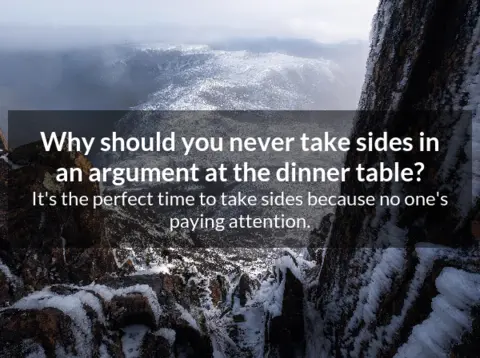 Why should you never take sides in
an argument at the dinner table?
It's the perfect time to take sides because no one's
paying attention.